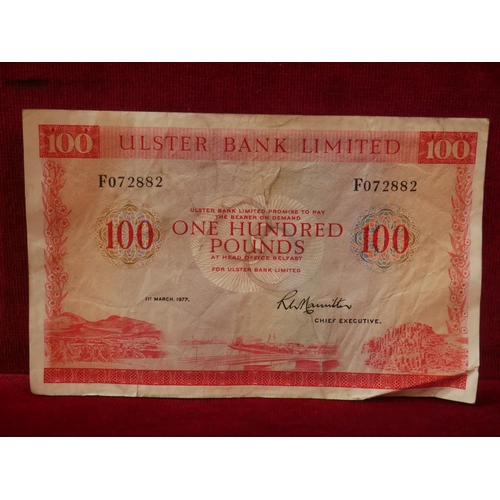 100 ULSTER BANK LIMITED 100
F072882 F072882
ULSTER BANK LIMITED PROMISE TO PAY
THE BEARER ON DEMAND
100 ONE HUNDRED 100
POUNDS
AT HEAD OFFICE BELFAST
FOR ULSTER BANK LIMITED
1ST MARCH, 1977.
CHIEF EXECUTIVE.